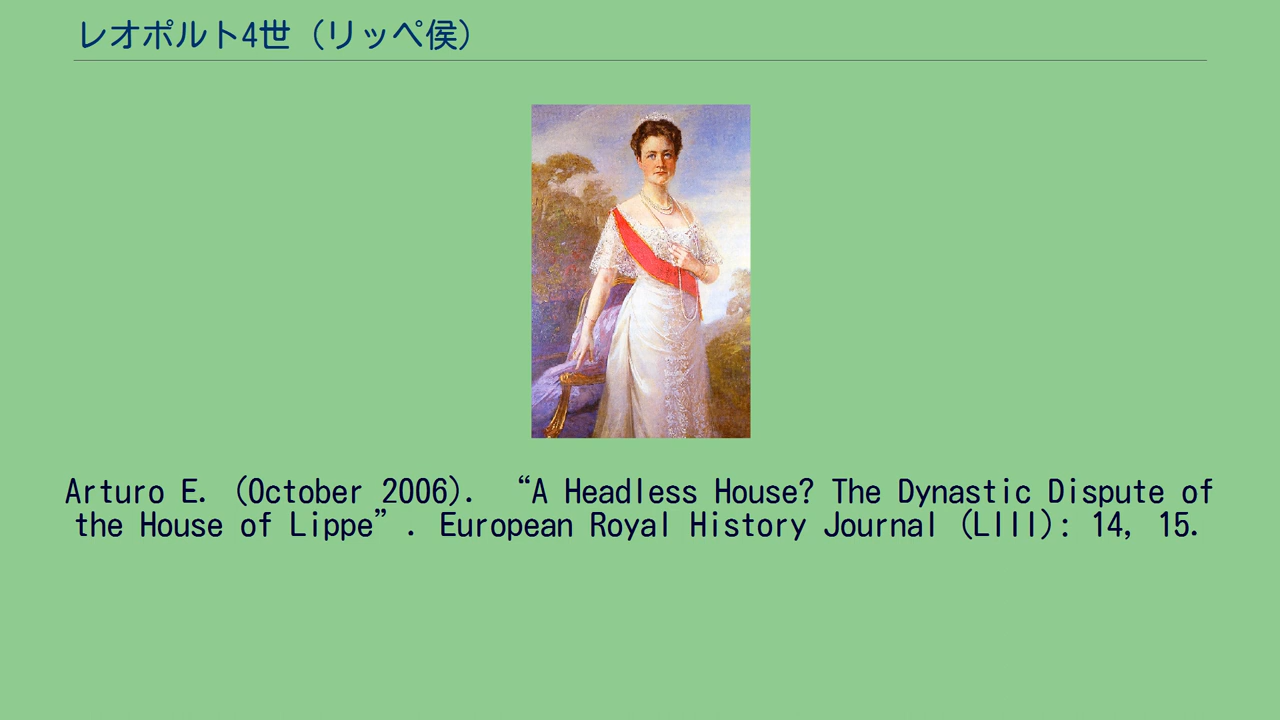 レオポルト4世（リッペ侯）
Arturo E. (October 2006). “A Headless House? The Dynastic Dispute of
the House of Lippe”. European Royal History Journal (LIII): 14, 15.